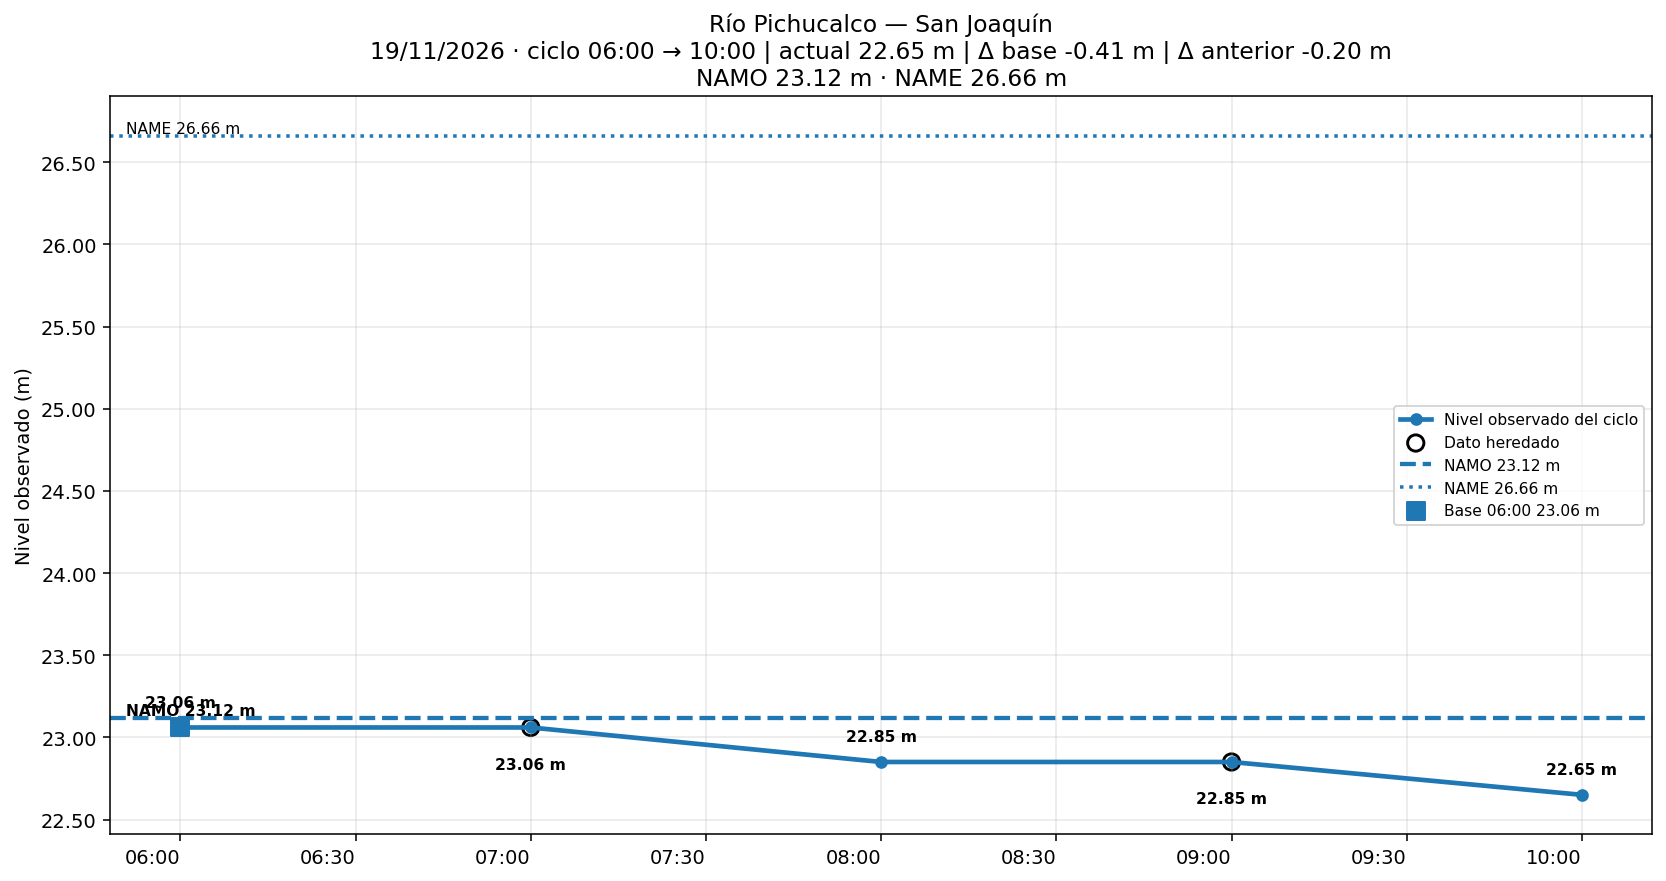 Río Pichucalco — San Joaquín
19/11/2026 · ciclo 06:00 → 10:00 | actual 22.65 m | Δ base -0.41 m | Δ anterior -0.20 m
NAMO 23.12 m · NAME 26.66 m
Nivel observado (m)
26.50
26.00
25.50
25.00
24.50
24.00
23.50
23.00
22.50
NAME 26.66 m
Nivel observado del ciclo
Dato heredado
NAMO 23.12 m
NAME 26.66 m
Base 06:00 23.06 m
23.06 m
NAMO 23.12 m
23.06 m
22.85 m
22.85 m
22.65 m
06:00
06:30
07:00
07:30
08:00
08:30
09:00
09:30
10:00